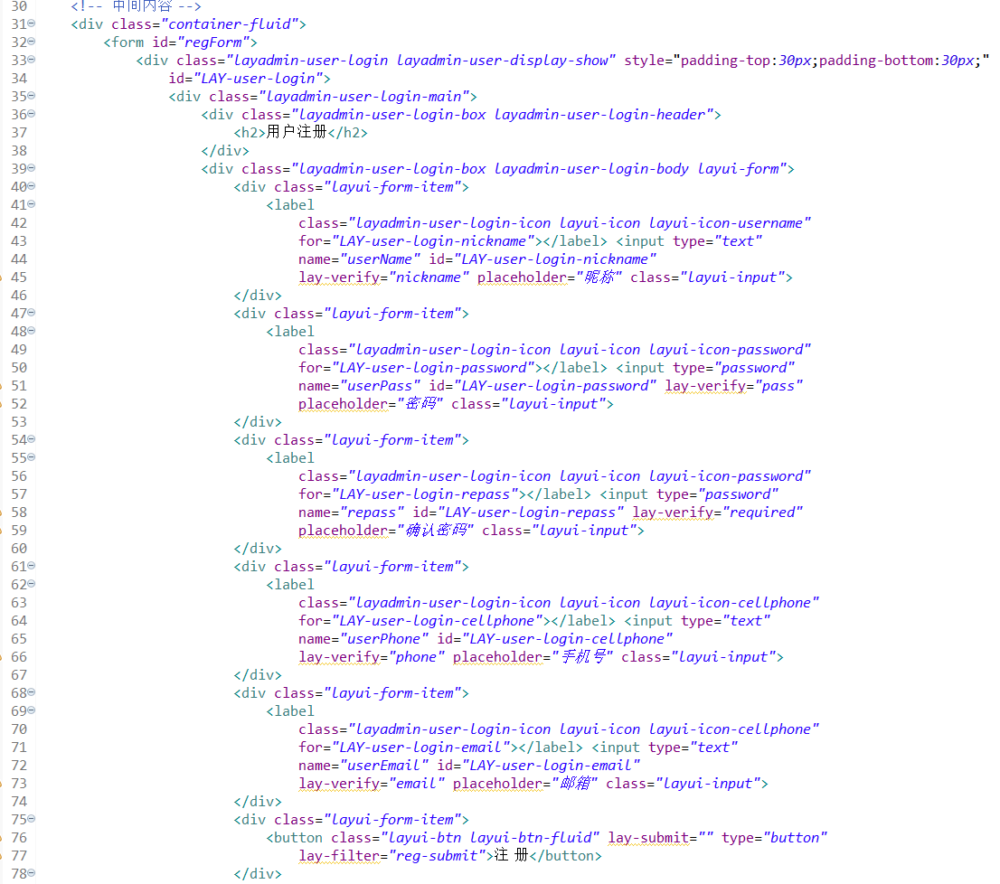 30 <!-- 中间内容 -->
31 <div class="container-fluid">
32 <form id="regForm">
33 <div class="layadmin-user-login layadmin-user-display-show" style="padding-top:30px;padding-bottom:30px;"
34 id="LAY-user-login">
35 <div class="layadmin-user-login-main">
36 <div class="layadmin-user-login-box layadmin-user-login-header">
37 <h2>用户注册</h2>
38 </div>
39 <div class="layadmin-user-login-box layadmin-user-login-body layui-form">
40 <div class="layui-form-item">
41 <label
42 class="layadmin-user-login-icon layui-icon layui-icon-username"
43 for="LAY-user-login-nickname"></label> <input type="text"
44 name="userName" id="LAY-user-login-nickname"
45 lay-verify="nickname" placeholder="昵称" class="layui-input">
46 </div>
47 <div class="layui-form-item">
48 <label
49 class="layadmin-user-login-icon layui-icon layui-icon-password"
50 for="LAY-user-login-password"></label> <input type="password"
51 name="userPass" id="LAY-user-login-password" lay-verify="pass"
52 placeholder="密码" class="layui-input">
53 </div>
54 <div class="layui-form-item">
55 <label
56 class="layadmin-user-login-icon layui-icon layui-icon-password"
57 for="LAY-user-login-repass"></label> <input type="password"
58 name="repass" id="LAY-user-login-repass" lay-verify="required"
59 placeholder="确认密码" class="layui-input">
60 </div>
61 <div class="layui-form-item">
62 <label
63 class="layadmin-user-login-icon layui-icon layui-icon-cellphone"
64 for="LAY-user-login-cellphone"></label> <input type="text"
65 name="userPhone" id="LAY-user-login-cellphone"
66 lay-verify="phone" placeholder="手机号" class="layui-input">
67 </div>
68 <div class="layui-form-item">
69 <label
70 class="layadmin-user-login-icon layui-icon layui-icon-cellphone"
71 for="LAY-user-login-email"></label> <input type="text"
72 name="userEmail" id="LAY-user-login-email"
73 lay-verify="email" placeholder="邮箱" class="layui-input">
74 </div>
75 <div class="layui-form-item">
76 <button class="layui-btn layui-btn-fluid" lay-submit="" type="button"
77 lay-filter="reg-submit">注 册</button>
78 </div>